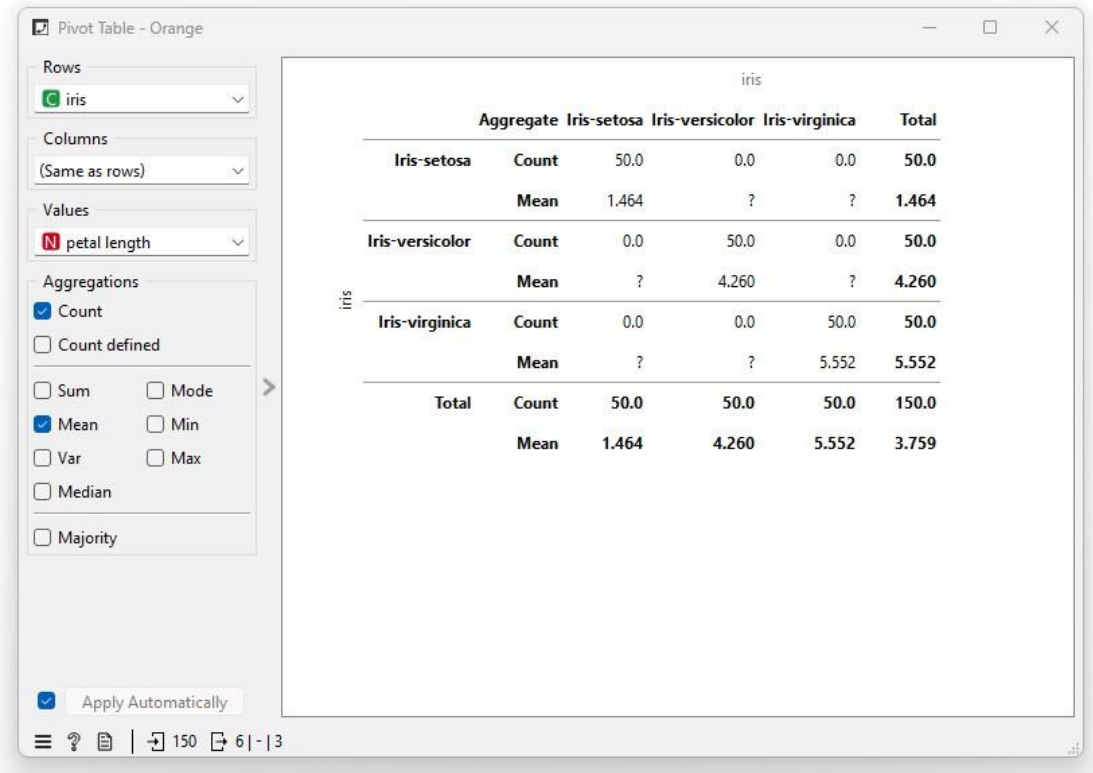 Pivot Table - Orange
Rows
C iris
Columns
(Same as rows)
Values
N petal length
Aggregations
Count
Count defined
Sum Mode
Mean Min
Var Max
Median
Majority
Apply Automatically
150 6 | - | 3
iris
Aggregate Iris-setosa Iris-versicolor Iris-virginica Total
Iris-setosa Count 50.0 0.0 0.0 50.0
Mean 1.464 ? ? 1.464
Iris-versicolor Count 0.0 50.0 0.0 50.0
Mean ? 4.260 ? 4.260
iris
Iris-virginica Count 0.0 0.0 50.0 50.0
Mean ? ? 5.552 5.552
Total Count 50.0 50.0 50.0 150.0
Mean 1.464 4.260 5.552 3.759